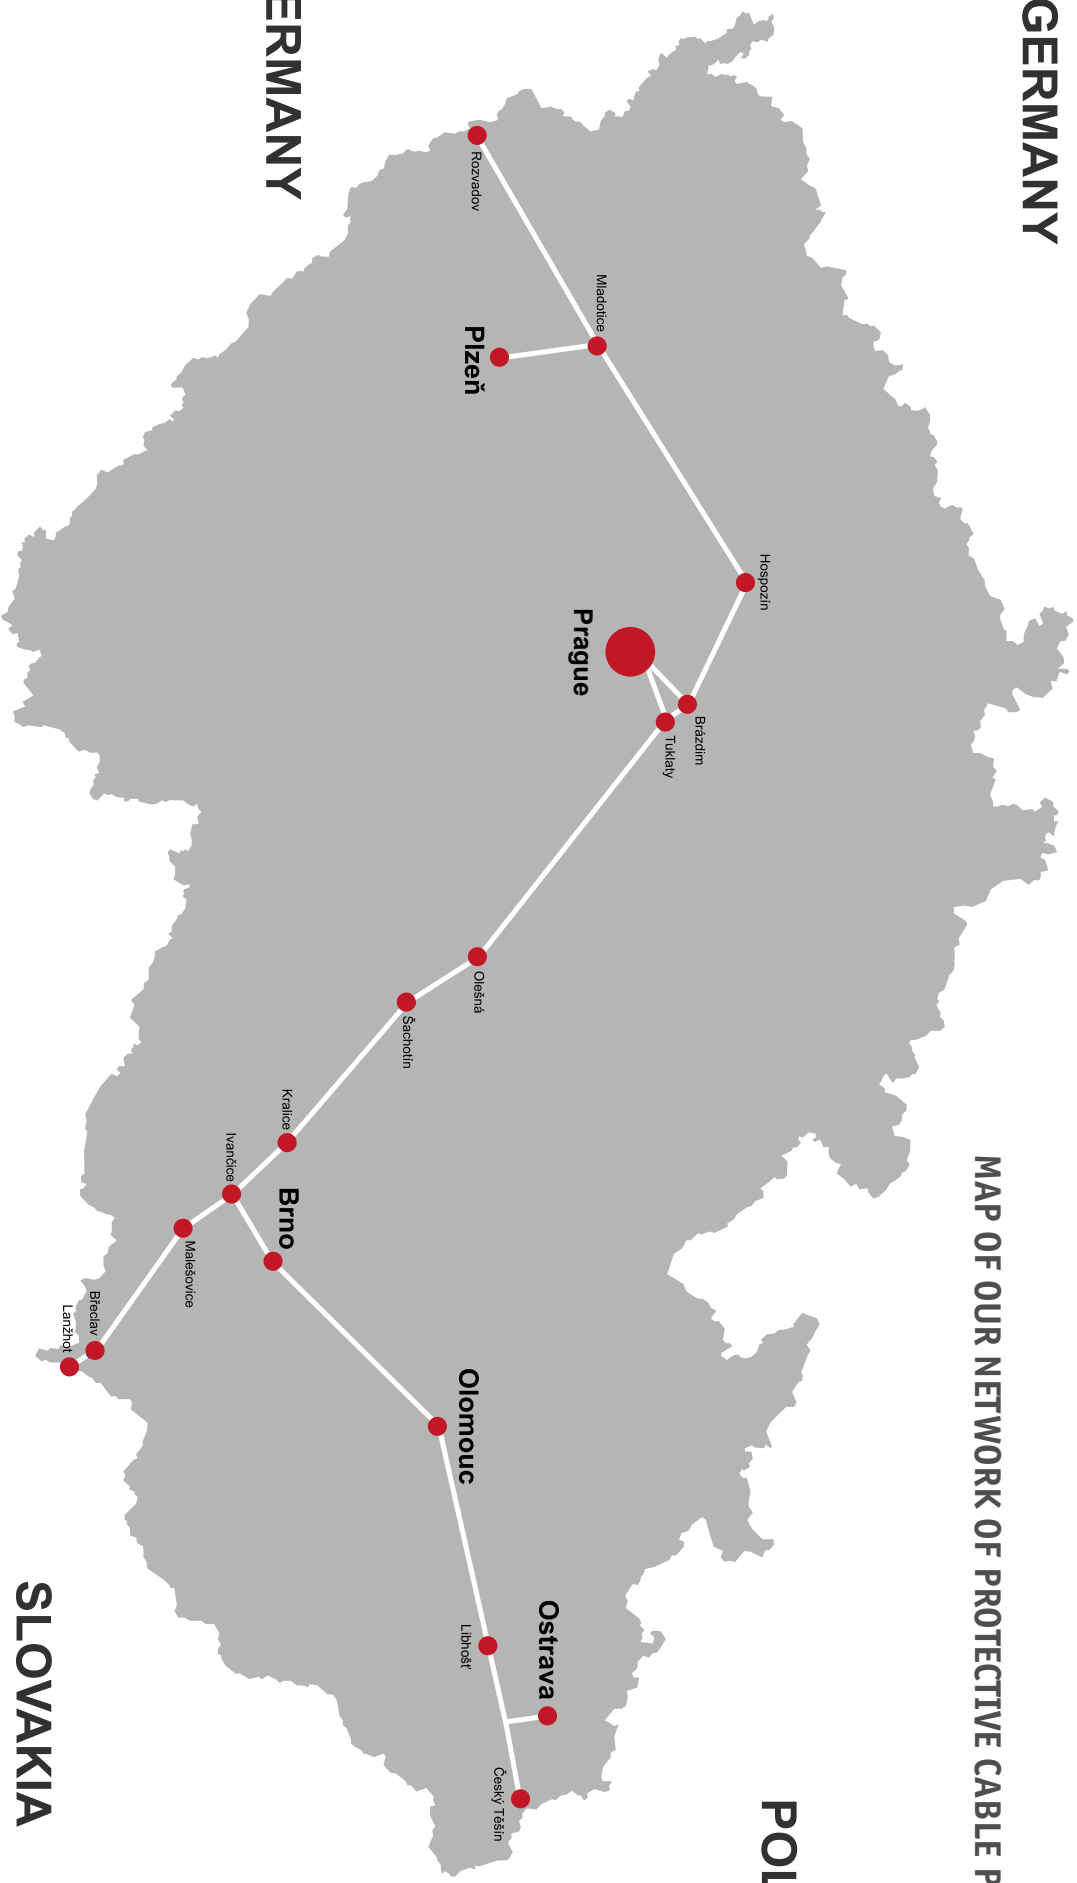 MAP OF OUR NETWORK OF PROTECTIVE CABLE P
GERMANY
ERMANY
POL
SLOVAKIA
Rozvadov
Mladotice
Plzeň
Hospozín
Prague
Brázdim
Tuklaty
Olešná
Šachotín
Kralice
Ivančice
Brno
Malešovice
Břeclav
Lanžhot
Olomouc
Libhošť
Ostrava
Český Těšín